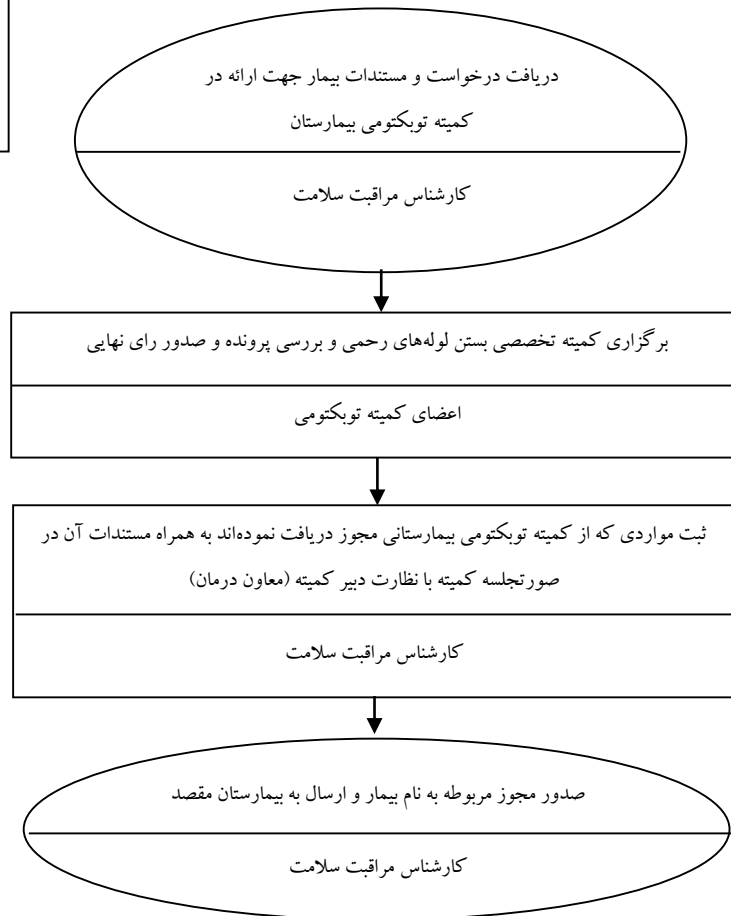 دریافت درخواست و مستندات بیمار جهت ارائه در
کمیته توبکتومی بیمارستان
کارشناس مراقبت سلامت
برگزاری کمیته تخصصی بستن لوله‌های رحمی و بررسی پرونده و صدور رای نهایی
اعضای کمیته توبکتومی
ثبت مواردی که از کمیته توبکتومی بیمارستانی مجوز دریافت نموده‌اند به همراه مستندات آن در
صورتجلسه کمیته با نظارت دبیر کمیته (معاون درمان)
کارشناس مراقبت سلامت
صدور مجوز مربوطه به نام بیمار و ارسال به بیمارستان مقصد
کارشناس مراقبت سلامت